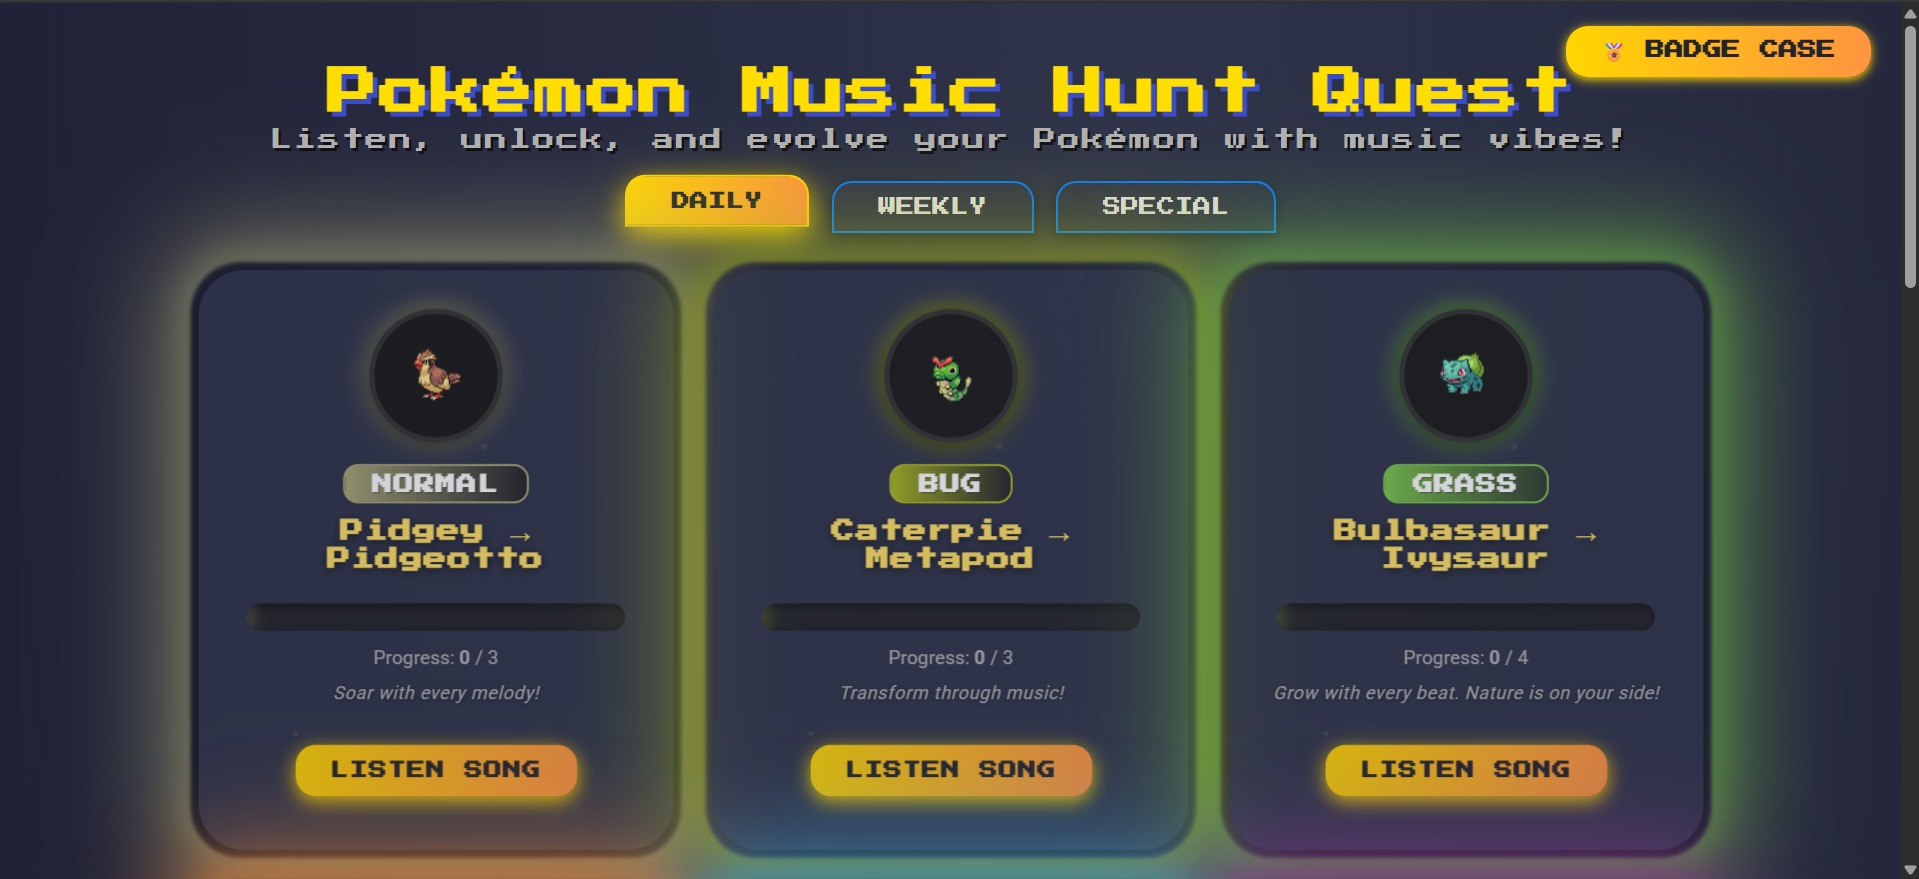 🏅 BADGE CASE
Pokémon Music Hunt Quest
Listen, unlock, and evolve your Pokémon with music vibes!
DAILY
WEEKLY
SPECIAL
NORMAL
Pidgey →
Pidgeotto
Progress: 0 / 3
Soar with every melody!
LISTEN SONG
BUG
Caterpie →
Metapod
Progress: 0 / 3
Transform through music!
LISTEN SONG
GRASS
Bulbasaur →
Ivysaur
Progress: 0 / 4
Grow with every beat. Nature is on your side!
LISTEN SONG